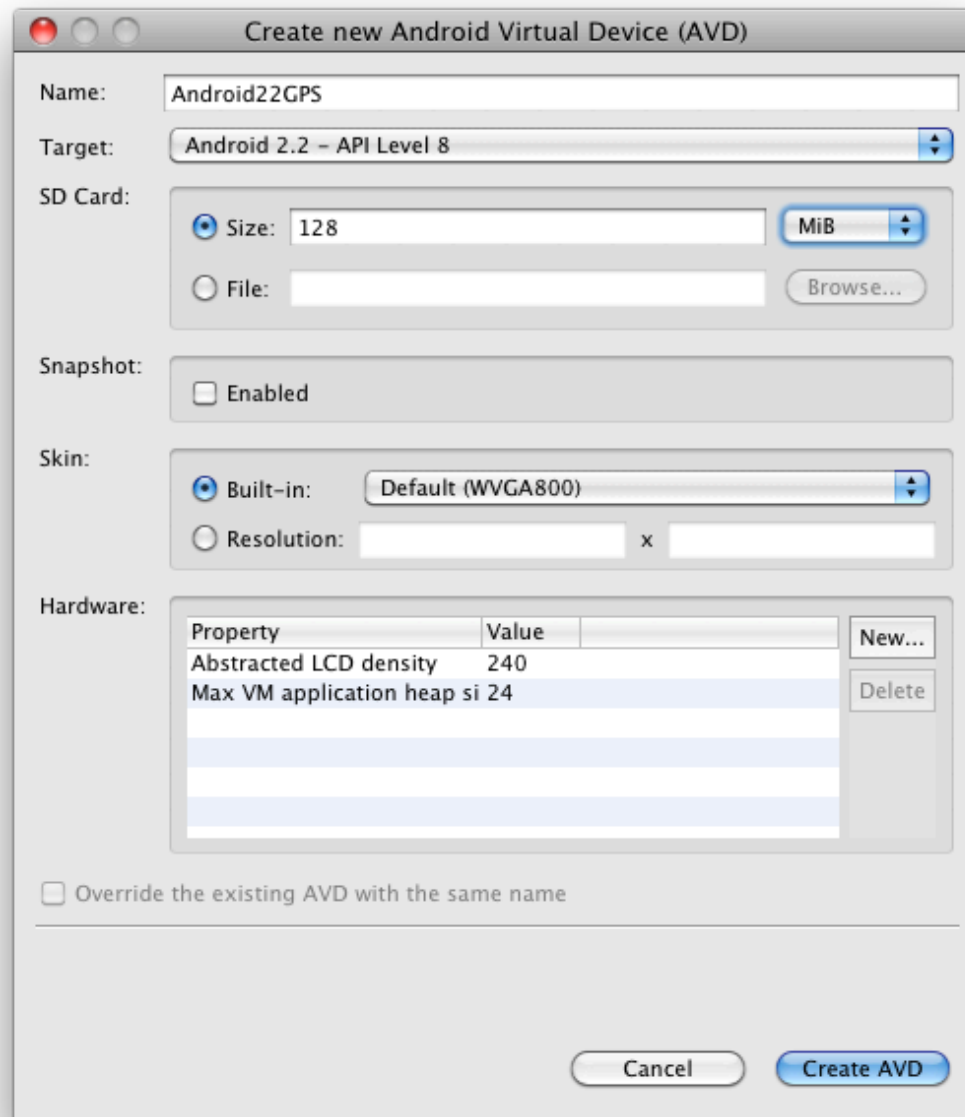 Create new Android Virtual Device (AVD)
Name: Android22GPS
Target: Android 2.2 – API Level 8
SD Card:
Size: 128 MiB
File: Browse...
Snapshot:
Enabled
Skin:
Built-in: Default (WVGA800)
Resolution: x
Hardware:
Property Value New...
Abstracted LCD density 240
Max VM application heap si 24 Delete
Override the existing AVD with the same name
Cancel Create AVD